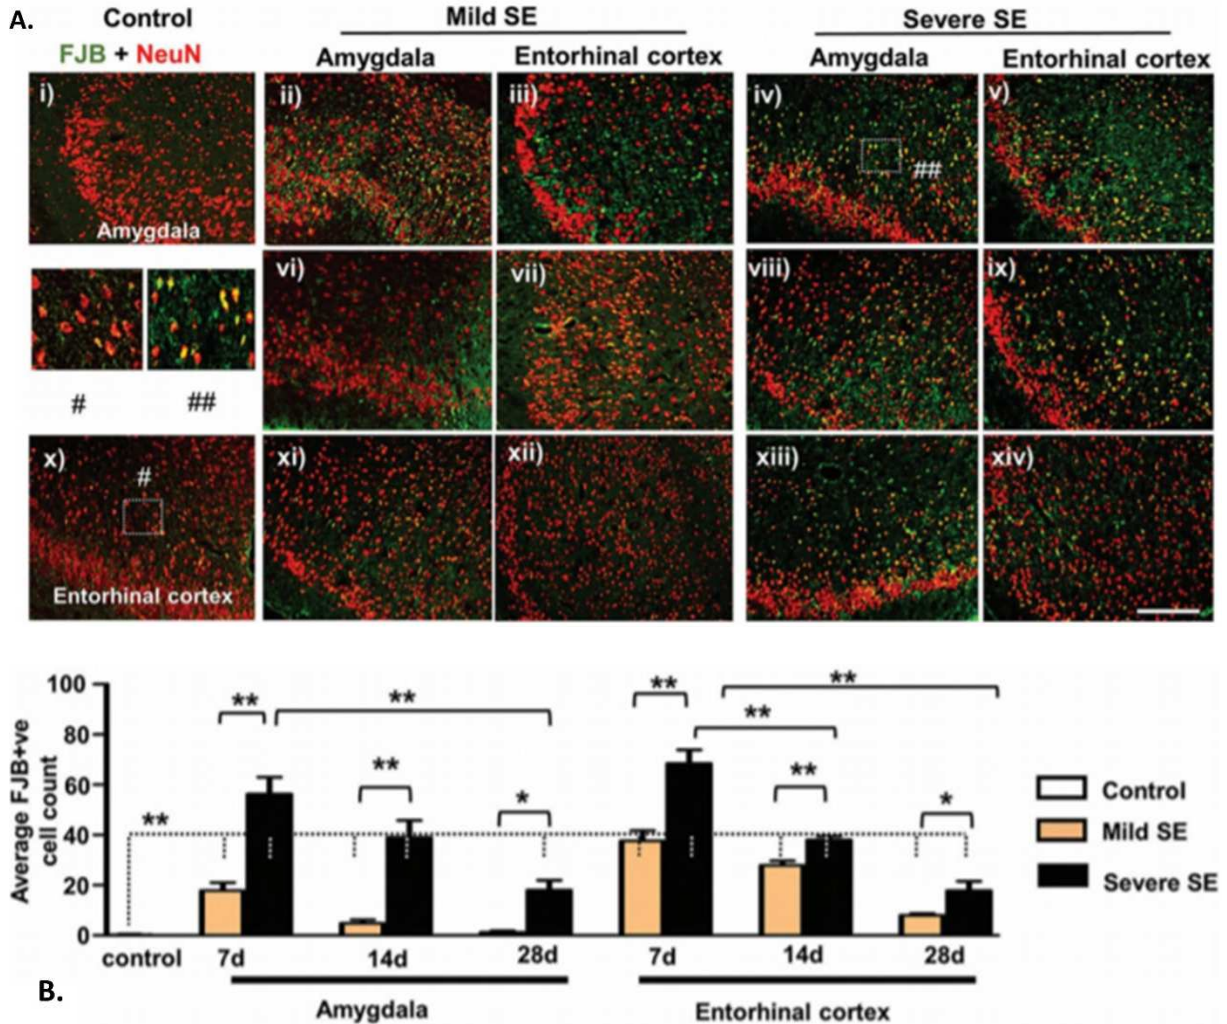 A.
Control
Mild SE
Severe SE
FJB + NeuN
Amygdala
Entorhinal cortex
Amygdala
Entorhinal cortex
i)
ii)
iii)
iv)
v)
##
Amygdala
vi)
vii)
viii)
ix)
#
##
x)
#
xi)
xii)
xiii)
xiv)
Entorhinal cortex
Average FJB+ve
cell count
100
80
60
40
20
0
**
**
**
**
*
**
**
**
**
*
control
7d
14d
28d
7d
14d
28d
Amygdala
Entorhinal cortex
Control
Mild SE
Severe SE
B.